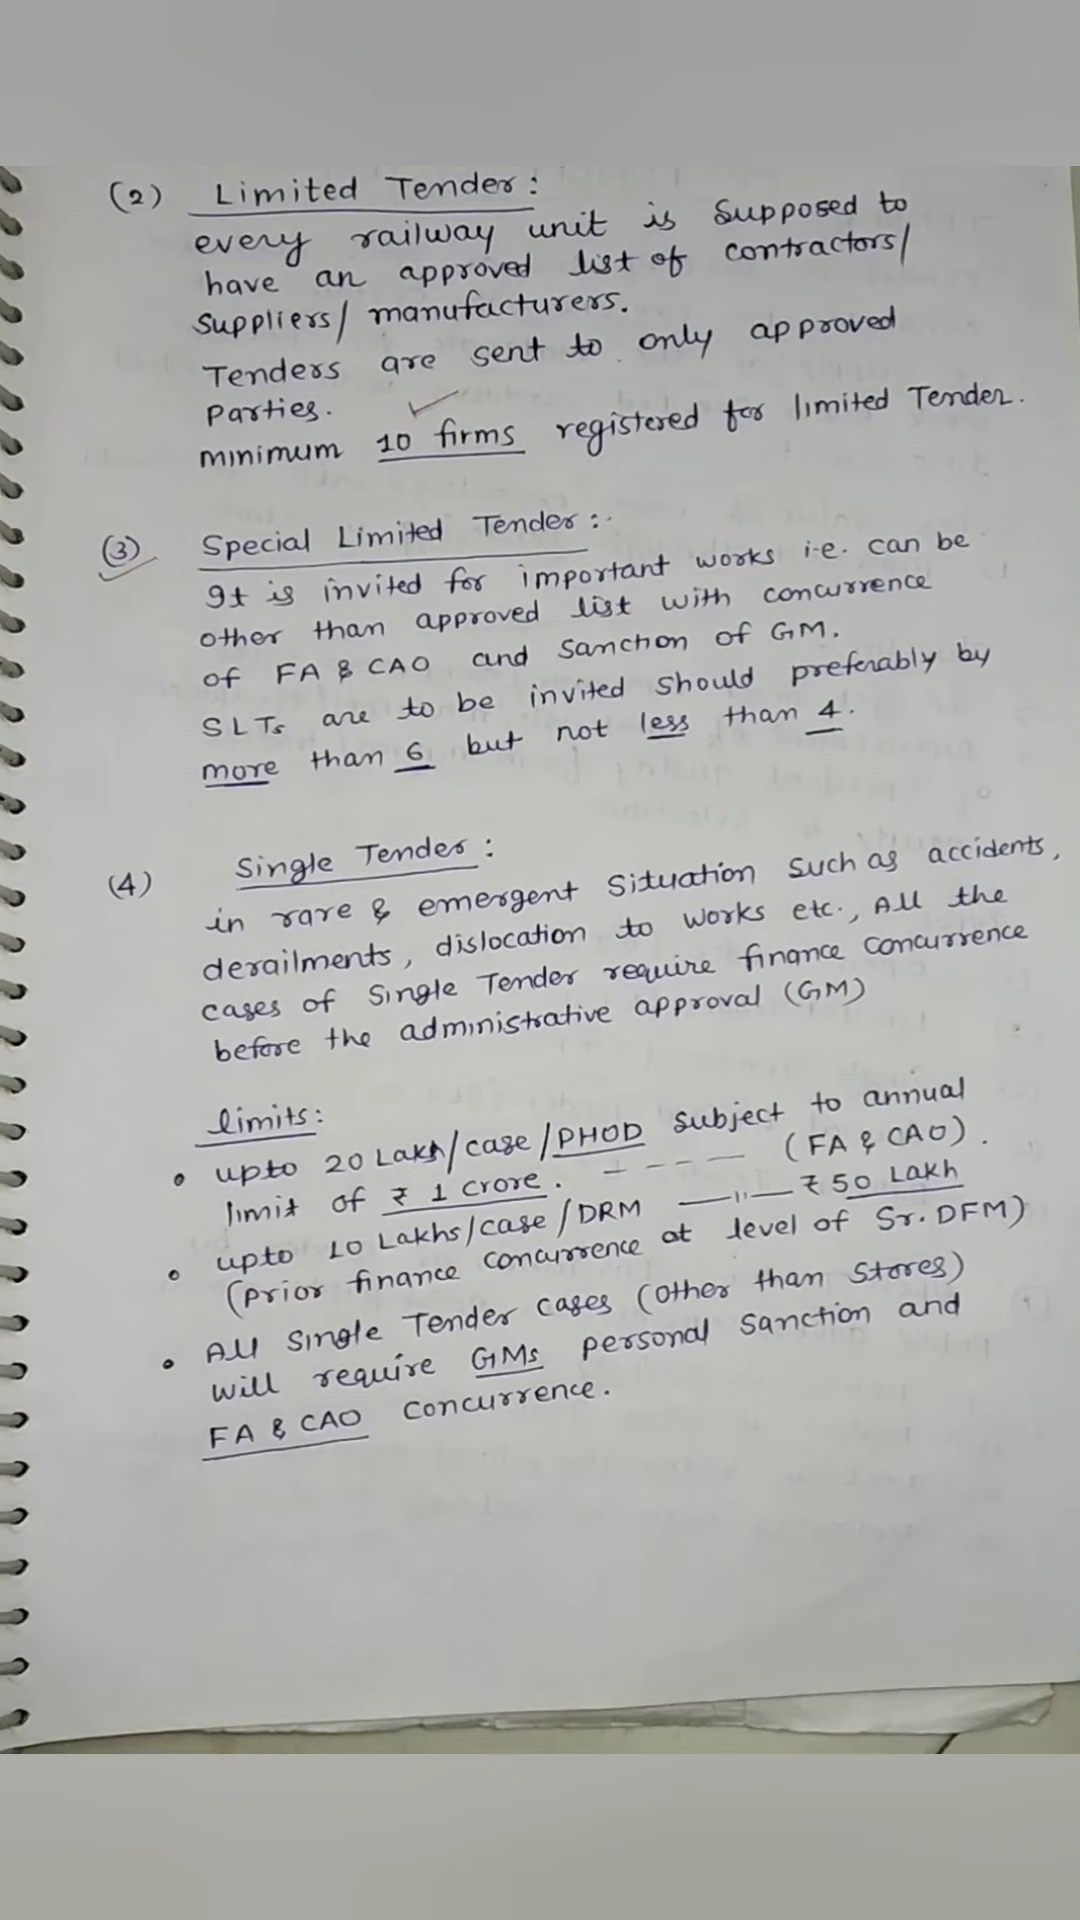 (2) Limited Tender:
every railway unit is supposed to
have an approved list of contractors/
suppliers/ manufacturers.
Tenders are sent to only approved
Parties.
minimum 10 firms registered for limited Tender.
(3) Special Limited Tender:
It is invited for important works i.e. can be
other than approved list with concurrence
of FA & CAO and Sanction of GM.
SLTs are to be invited should preferably by
more than 6 but not less than 4.
(4) Single Tender:
in rare & emergent situation such as accidents,
derailments, dislocation to works etc., All the
cases of Single Tender require finance concurrence
before the administrative approval (GM)
limits:
• upto 20 Lakh/case/PHOD subject to annual
limit of ₹ 1 crore. + - - - - (FA & CAO).
• upto 10 Lakhs/case/DRM —"— ₹ 50 Lakh
(prior finance concurrence at level of Sr. DFM)
• All Single Tender cases (other than stores)
will require GMs personal sanction and
FA & CAO concurrence.